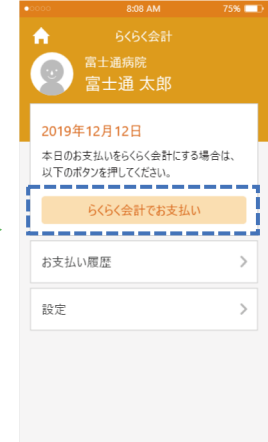 8:08 AM 75%
らくらく会計
富士通病院
富士通 太郎
2019年12月12日
本日のお支払いをらくらく会計にする場合は、
以下のボタンを押してください。
らくらく会計でお支払い
お支払い履歴
設定